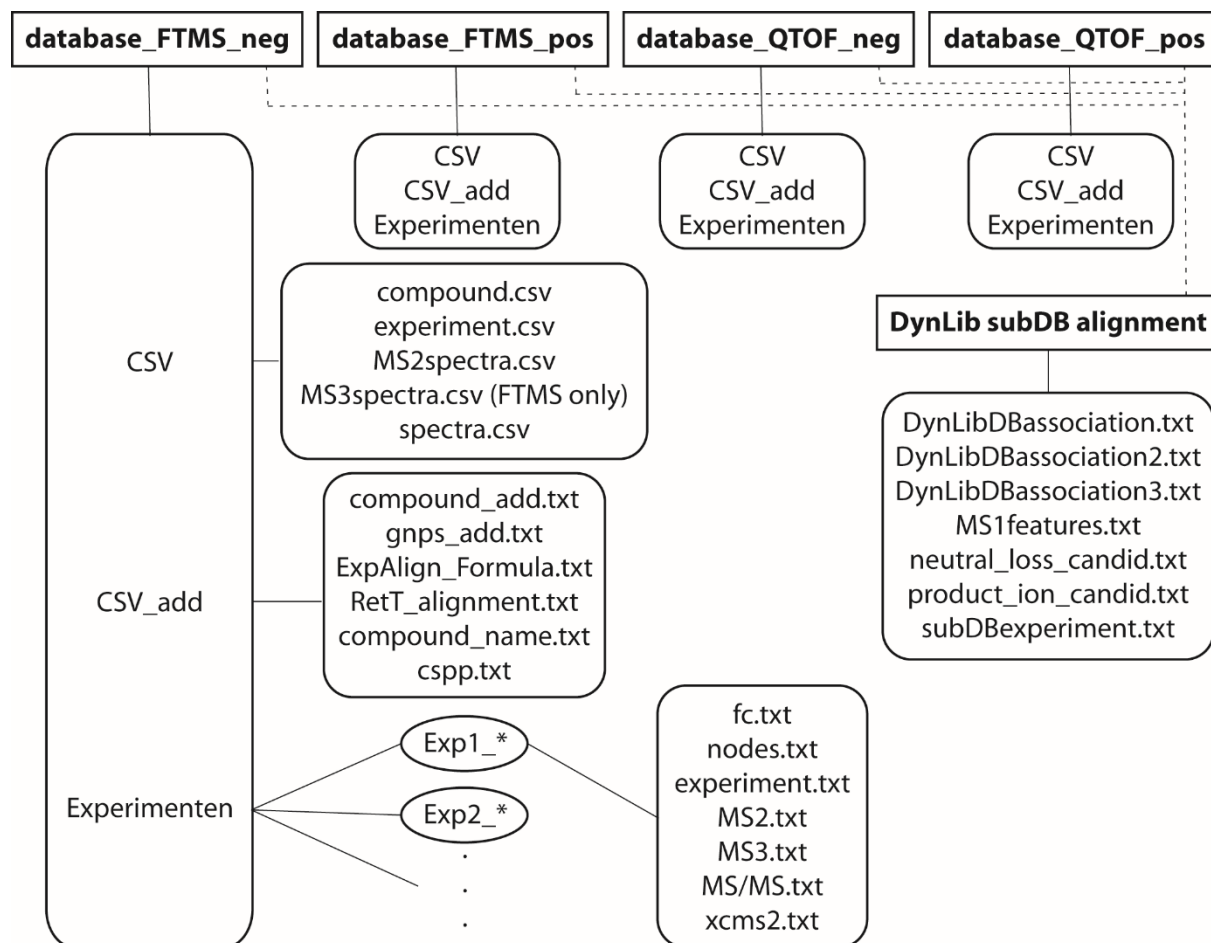 database_FTMS_neg
database_FTMS_pos
database_QTOF_neg
database_QTOF_pos
CSV
CSV_add
Experimenten
CSV
CSV_add
Experimenten
CSV
CSV_add
Experimenten
CSV
compound.csv
experiment.csv
MS2spectra.csv
MS3spectra.csv (FTMS only)
spectra.csv
DynLib subDB alignment
DynLibDBassociation.txt
DynLibDBassociation2.txt
DynLibDBassociation3.txt
MS1features.txt
neutral_loss_candid.txt
product_ion_candid.txt
subDBexperiment.txt
CSV_add
compound_add.txt
gnps_add.txt
ExpAlign_Formula.txt
RetT_alignment.txt
compound_name.txt
cspp.txt
Experimenten
Exp1_*
Exp2_*
.
.
.
fc.txt
nodes.txt
experiment.txt
MS2.txt
MS3.txt
MS/MS.txt
xcms2.txt